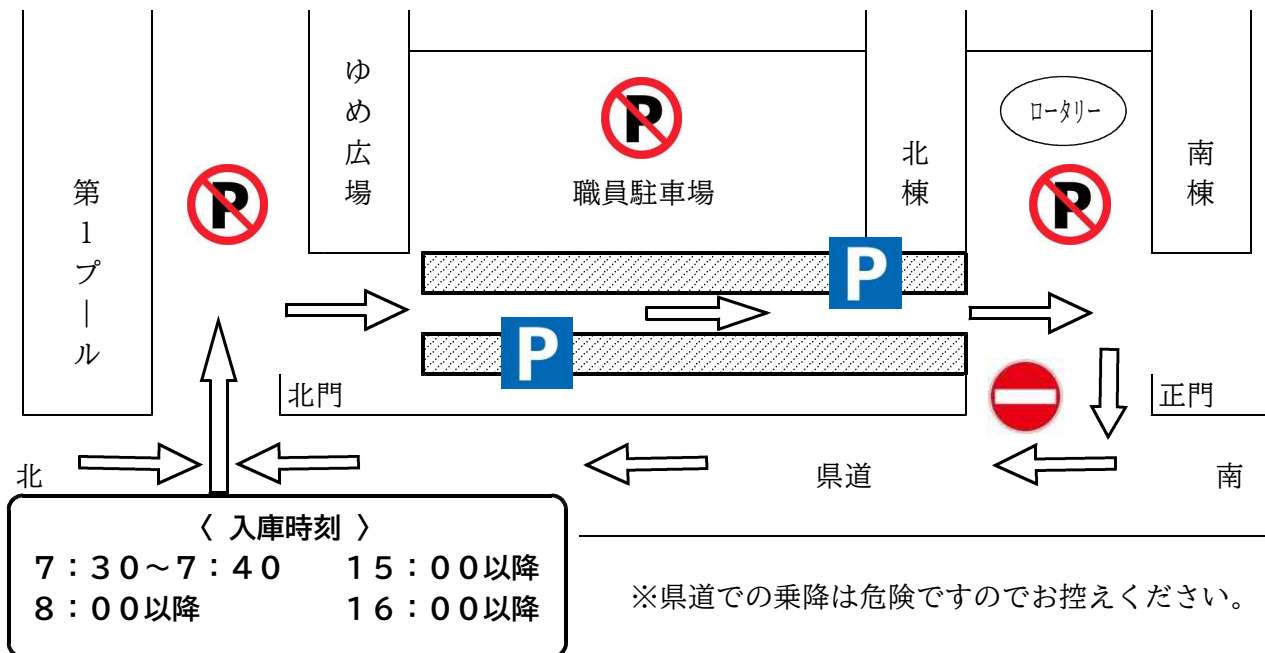 第1プール
ゆめ広場
職員駐車場
北棟
ロータリー
南棟
P
P
P
P
P
北門
正門
北
県道
南
〈 入庫時刻 〉
７：３０～７：４０　　１５：００以降
８：００以降　　　　　１６：００以降
※県道での乗降は危険ですのでお控えください。